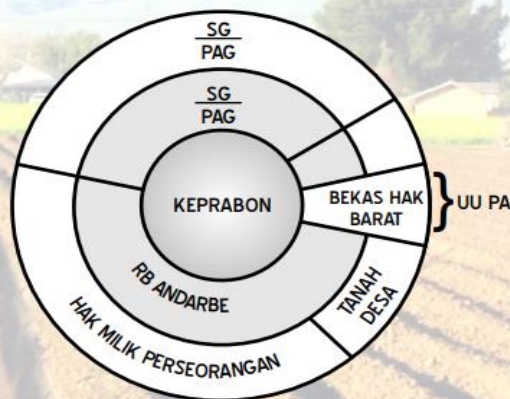 SG
PAG
SG
PAG
KEPRABON
BEKAS HAK
BARAT
UU PA
RB ANDARBE
TANAH
DESA
HAK MILIK PERSEORANGAN